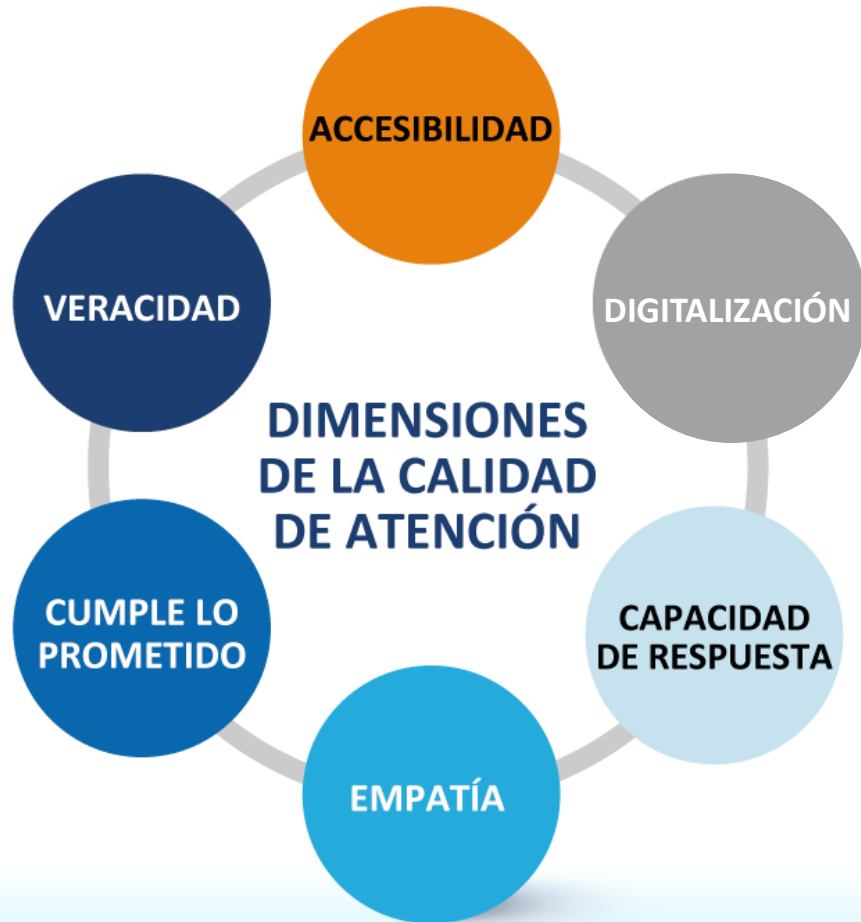 ACCESIBILIDAD
VERACIDAD
DIGITALIZACIÓN
DIMENSIONES
DE LA CALIDAD
DE ATENCIÓN
CUMPLE LO
PROMETIDO
CAPACIDAD
DE RESPUESTA
EMPATÍA